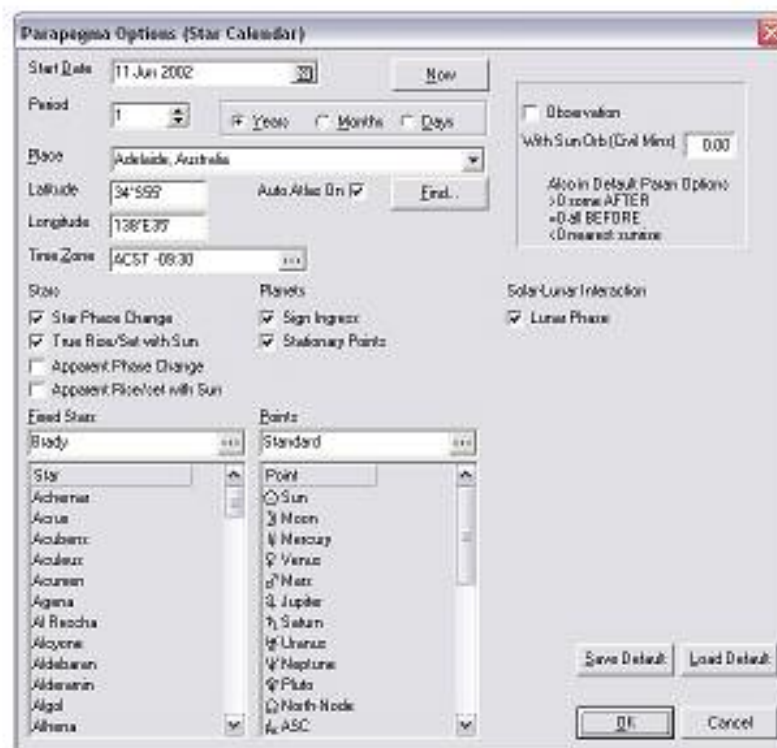 Parapegma Options (Star Calendar)
Start Date
11 Jun 2002
Now
Period
1
Years
Months
Days
Observation
With Sun Orb (Civil Mins)
0.00
Also in Default Paran Options
>0 some AFTER
=0 all BEFORE
<0 nearest sunrise
Place
Adelaide, Australia
Latitude
34°S55'
Auto Atlas On
Find...
Longitude
138°E35'
Time Zone
ACST -09:30
...
Stars
Star Phase Change
True Rise/Set with Sun
Apparent Phase Change
Apparent Rise/set with Sun
Planets
Sign Ingress
Stationary Points
Solar-Lunar Interaction
Lunar Phase
Fixed Stars
Brady
...
Star
Achernar
Acrux
Acubens
Aculeus
Acumen
Agena
Al Rescha
Alcyone
Aldebaran
Alderamin
Algol
Alhena
Points
Standard
...
Point
Sun
Moon
Mercury
Venus
Mars
Jupiter
Saturn
Uranus
Neptune
Pluto
North-Node
ASC
Save Default
Load Default
OK
Cancel